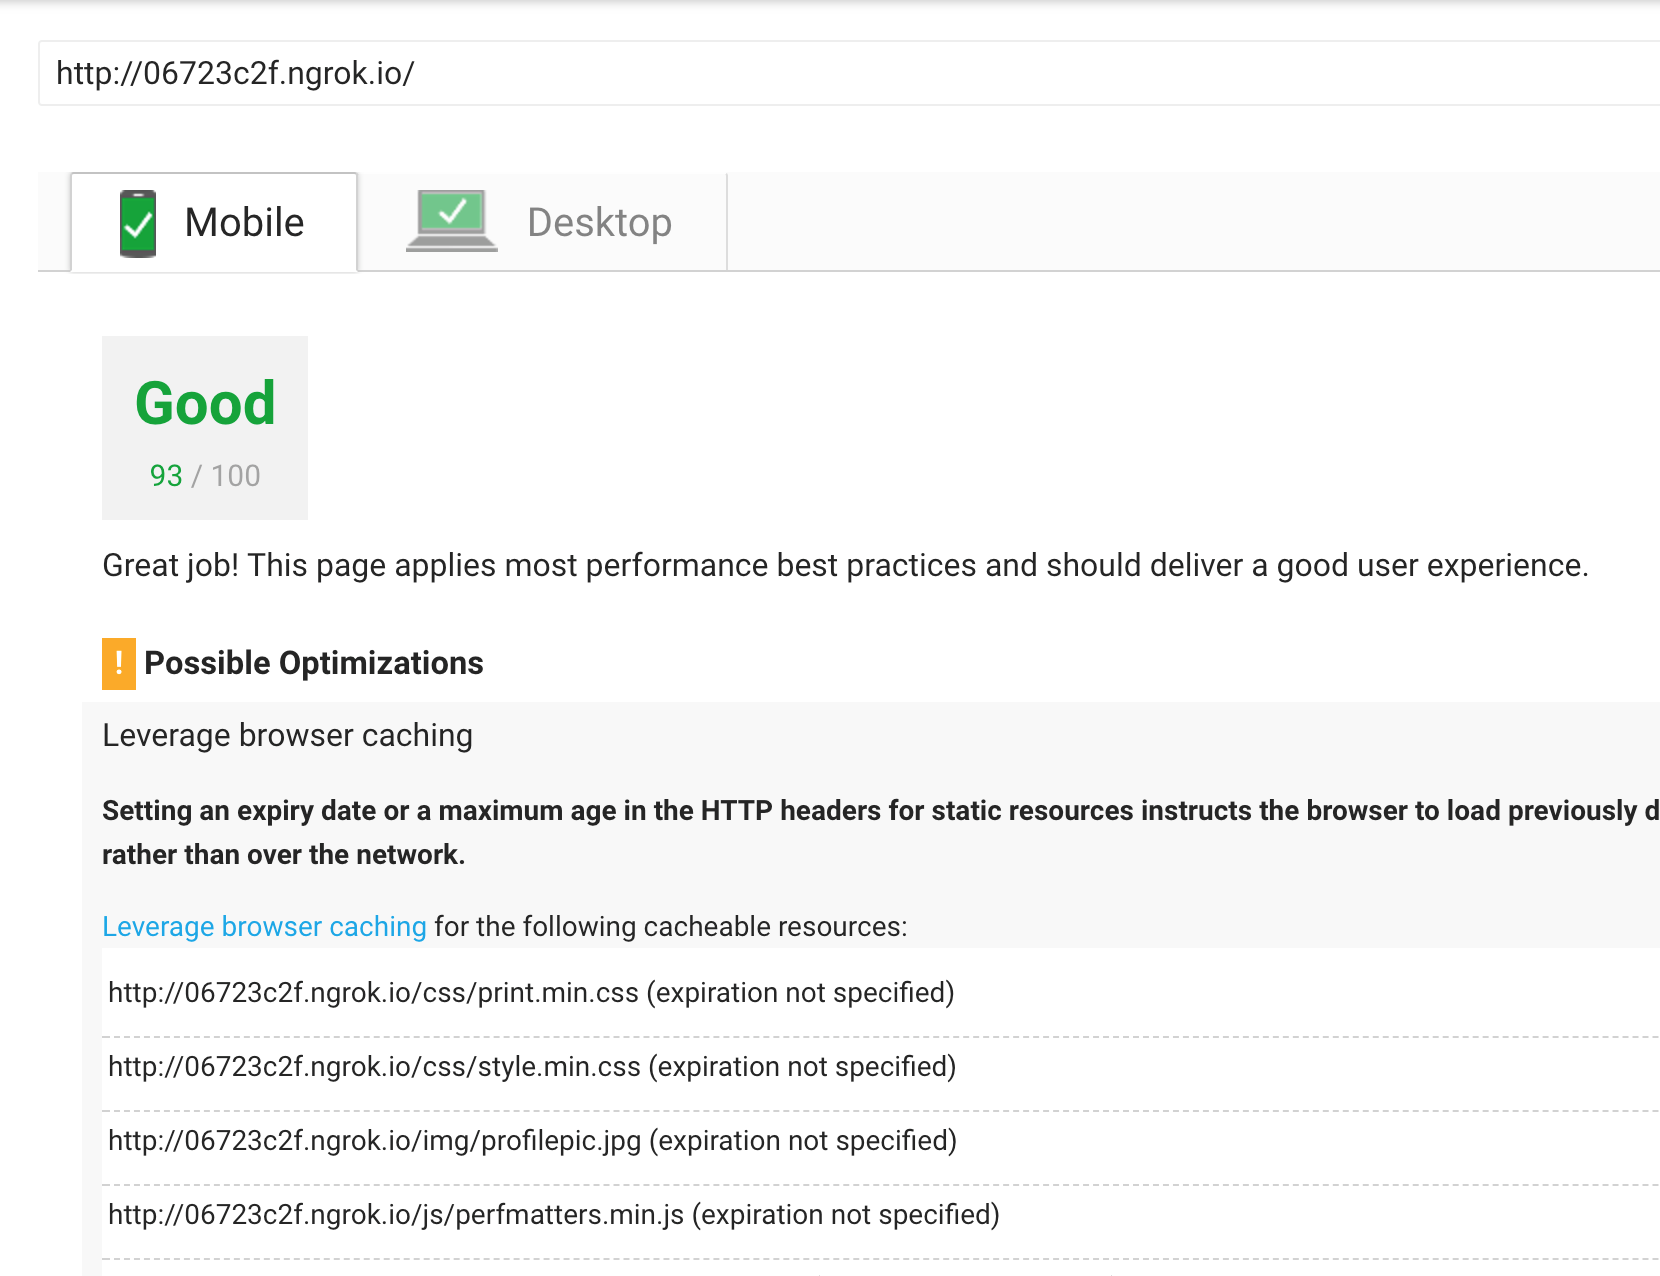 http://06723c2f.ngrok.io/
Mobile
Desktop
Good
93 / 100
Great job! This page applies most performance best practices and should deliver a good user experience.
! Possible Optimizations
Leverage browser caching
Setting an expiry date or a maximum age in the HTTP headers for static resources instructs the browser to load previously
rather than over the network.
Leverage browser caching for the following cacheable resources:
http://06723c2f.ngrok.io/css/print.min.css (expiration not specified)
http://06723c2f.ngrok.io/css/style.min.css (expiration not specified)
http://06723c2f.ngrok.io/img/profilepic.jpg (expiration not specified)
http://06723c2f.ngrok.io/js/perfmatters.min.js (expiration not specified)